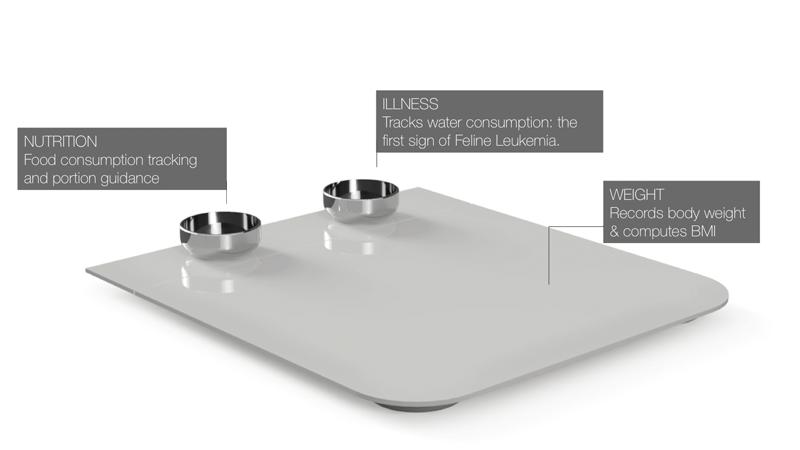 NUTRITION
Food consumption tracking
and portion guidance
ILLNESS
Tracks water consumption: the
first sign of Feline Leukemia.
WEIGHT
Records body weight
& computes BMI